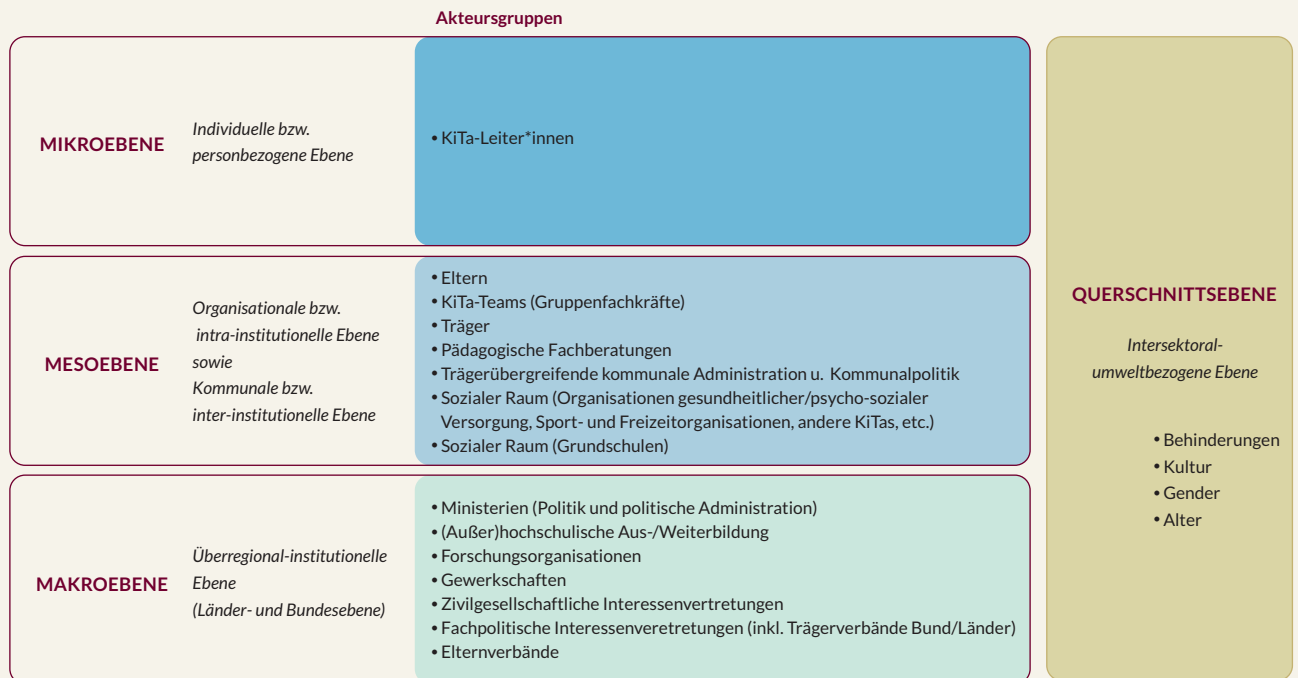 Akteursgruppen
MIKROEBENE
Individuelle bzw.
personbezogene Ebene
• KiTa-Leiter*innen
MESOEBENE
Organisationale bzw.
intra-institutionelle Ebene
sowie
Kommunale bzw.
inter-institutionelle Ebene
• Eltern
• KiTa-Teams (Gruppenfachkräfte)
• Träger
• Pädagogische Fachberatungen
• Trägerübergreifende kommunale Administration u. Kommunalpolitik
• Sozialer Raum (Organisationen gesundheitlicher/psycho-sozialer
Versorgung, Sport- und Freizeitorganisationen, andere KiTas, etc.)
• Sozialer Raum (Grundschulen)
MAKROEBENE
Überregional-institutionelle
Ebene
(Länder- und Bundesebene)
• Ministerien (Politik und politische Administration)
• (Außer)hochschulische Aus-/Weiterbildung
• Forschungsorganisationen
• Gewerkschaften
• Zivilgesellschaftliche Interessenvertretungen
• Fachpolitische Interessenveretretungen (inkl. Trägerverbände Bund/Länder)
• Elternverbände
QUERSCHNITTSEBENE
Intersektoral-
umweltbezogene Ebene
• Behinderungen
• Kultur
• Gender
• Alter